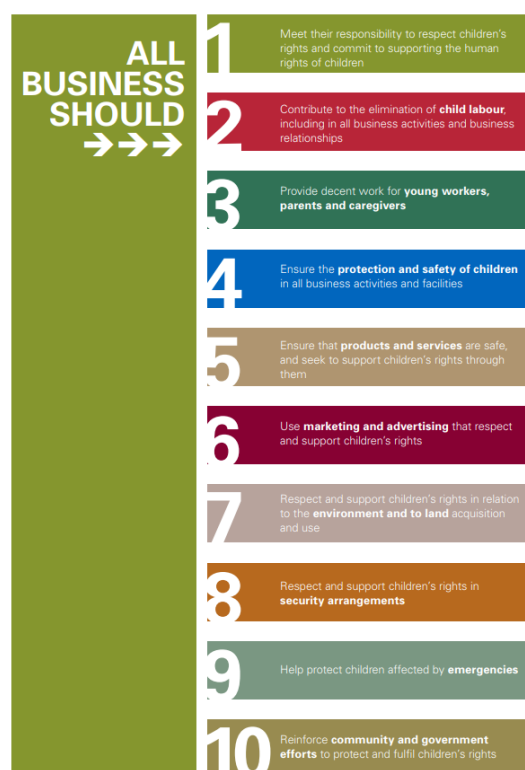 ALL
BUSINESS
SHOULD
→→→
1
Meet their responsibility to respect children's
rights and commit to supporting the human
rights of children
2
Contribute to the elimination of child labour,
including in all business activities and business
relationships
3
Provide decent work for young workers,
parents and caregivers
4
Ensure the protection and safety of children
in all business activities and facilities
5
Ensure that products and services are safe,
and seek to support children's rights through
them
6
Use marketing and advertising that respect
and support children's rights
7
Respect and support children's rights in relation
to the environment and to land acquisition
and use
8
Respect and support children's rights in
security arrangements
9
Help protect children affected by emergencies
10
Reinforce community and government
efforts to protect and fulfil children's rights